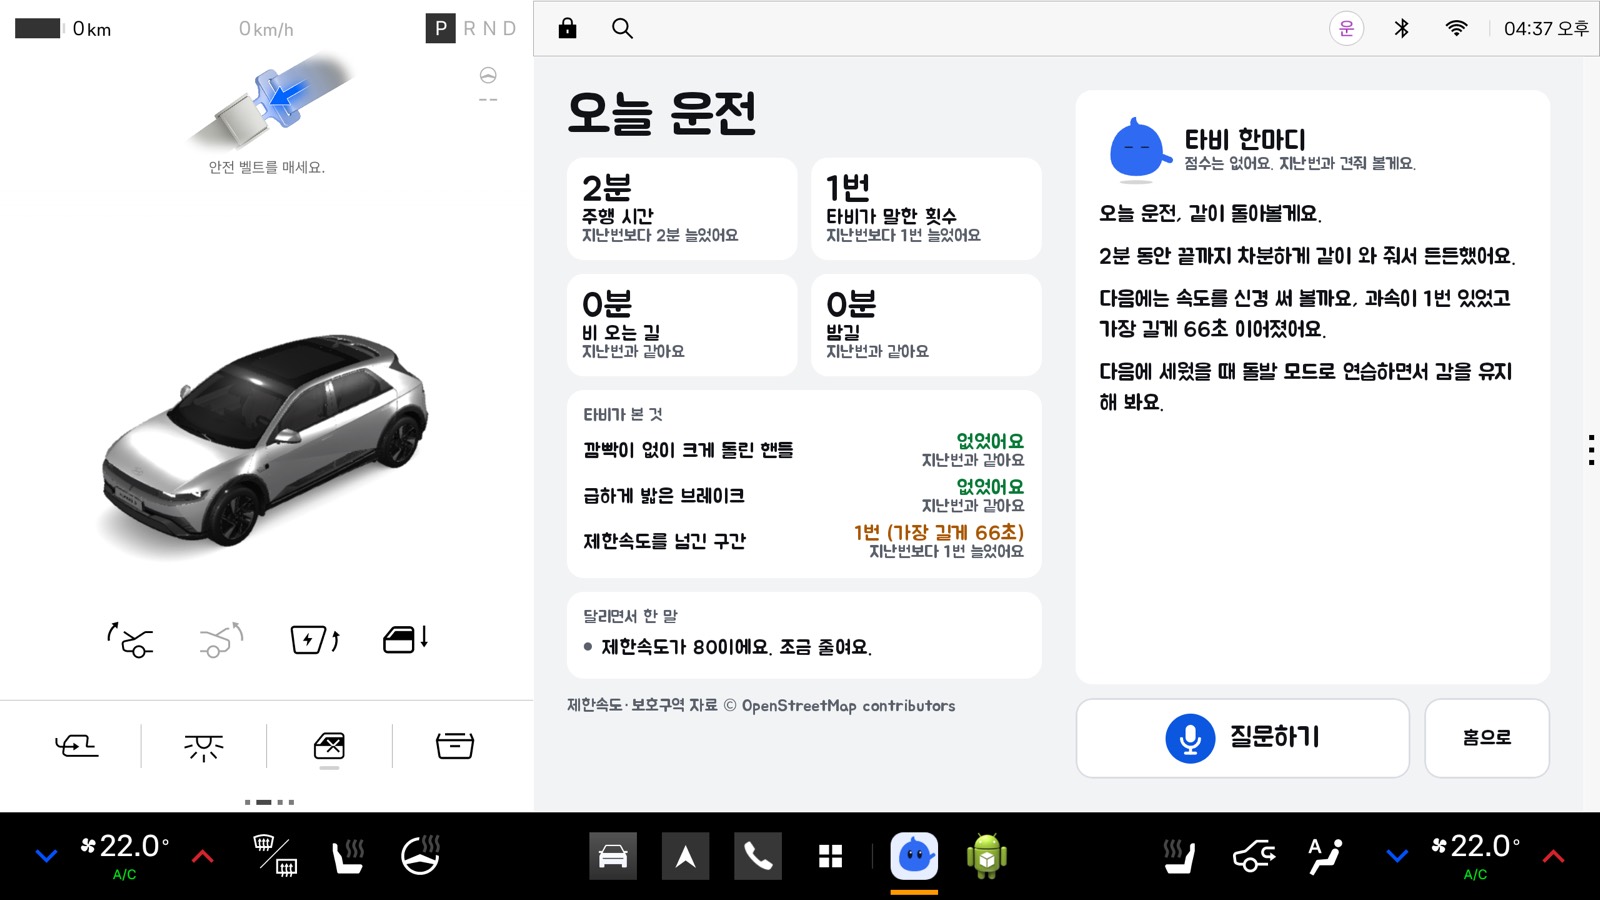 0 km
0 km/h
P R N D
안전 벨트를 매세요.
--
운
04:37 오후
오늘 운전
2분
주행 시간
지난번보다 2분 늘었어요
1번
타비가 말한 횟수
지난번보다 1번 늘었어요
0분
비 오는 길
지난번과 같아요
0분
밤길
지난번과 같아요
타비가 본 것
깜빡이 없이 크게 돌린 핸들
없었어요
지난번과 같아요
급하게 밟은 브레이크
없었어요
지난번과 같아요
제한속도를 넘긴 구간
1번 (가장 길게 66초)
지난번보다 1번 늘었어요
달리면서 한 말
• 제한속도가 80이에요. 조금 줄여요.
제한속도·보호구역 자료 © OpenStreetMap contributors
타비 한마디
점수는 없어요. 지난번과 견줘 볼게요.
오늘 운전, 같이 돌아볼게요.
2분 동안 끝까지 차분하게 같이 와 줘서 든든했어요.
다음에는 속도를 신경 써 볼까요, 과속이 1번 있었고
가장 길게 66초 이어졌어요.
다음에 세웠을 때 돌발 모드로 연습하면서 감을 유지
해 봐요.
질문하기
홈으로
22.0°
A/C
A
22.0°
A/C